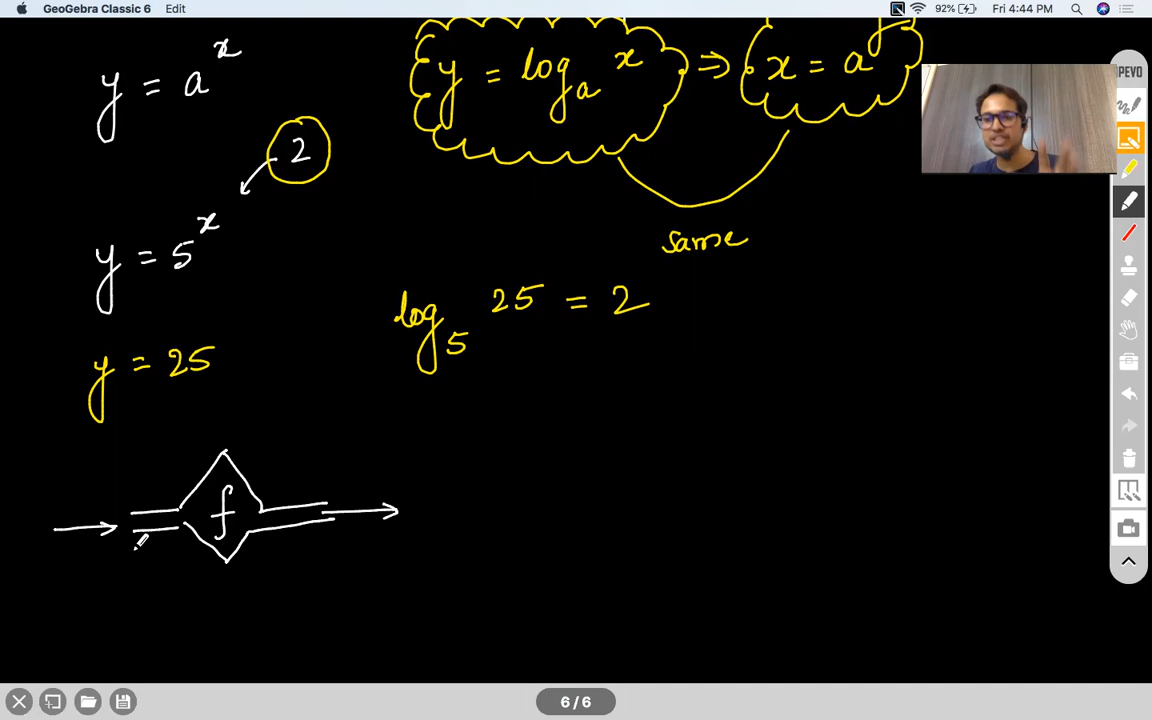 GeoGebra Classic 6 Edit
92% Fri 4:44 PM
y = a^x
y = log_a x ⇒ x = a^y
2
y = 5^x
same
log_5 25 = 2
y = 25
f
6 / 6